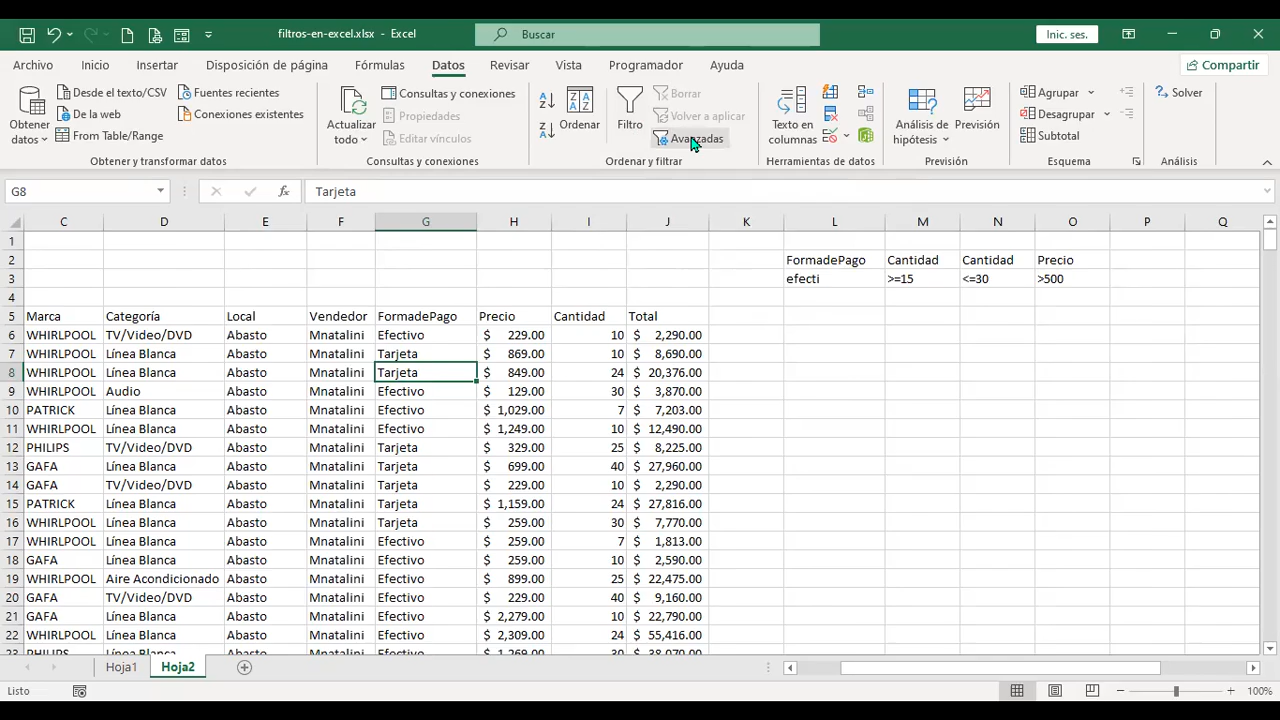 filtros-en-excel.xlsx - Excel
Buscar
Inic. ses.
Archivo Inicio Insertar Disposición de página Fórmulas Datos Revisar Vista Programador Ayuda Compartir
Obtener datos
Desde el texto/CSV
De la web
From Table/Range
Fuentes recientes
Conexiones existentes
Obtener y transformar datos
Actualizar todo
Consultas y conexiones
Propiedades
Editar vínculos
Consultas y conexiones
Ordenar
Filtro
Borrar
Volver a aplicar
Avanzadas
Ordenar y filtrar
Texto en columnas
Herramientas de datos
Análisis de hipótesis
Previsión
Previsión
Agrupar
Desagrupar
Subtotal
Esquema
Solver
Análisis
G8 Tarjeta
C D E F G H I J K L M N O P Q
1
2 FormadePago Cantidad Cantidad Precio
3 efecti >=15 <=30 >500
4
5 Marca Categoría Local Vendedor FormadePago Precio Cantidad Total
6 WHIRLPOOL TV/Video/DVD Abasto Mnatalini Efectivo $ 229.00 10 $ 2,290.00
7 WHIRLPOOL Línea Blanca Abasto Mnatalini Tarjeta $ 869.00 10 $ 8,690.00
8 WHIRLPOOL Línea Blanca Abasto Mnatalini Tarjeta $ 849.00 24 $ 20,376.00
9 WHIRLPOOL Audio Abasto Mnatalini Efectivo $ 129.00 30 $ 3,870.00
10 PATRICK Línea Blanca Abasto Mnatalini Efectivo $ 1,029.00 7 $ 7,203.00
11 WHIRLPOOL Línea Blanca Abasto Mnatalini Efectivo $ 1,249.00 10 $ 12,490.00
12 PHILIPS TV/Video/DVD Abasto Mnatalini Tarjeta $ 329.00 25 $ 8,225.00
13 GAFA Línea Blanca Abasto Mnatalini Tarjeta $ 699.00 40 $ 27,960.00
14 GAFA TV/Video/DVD Abasto Mnatalini Tarjeta $ 229.00 10 $ 2,290.00
15 PATRICK Línea Blanca Abasto Mnatalini Tarjeta $ 1,159.00 24 $ 27,816.00
16 WHIRLPOOL Línea Blanca Abasto Mnatalini Tarjeta $ 259.00 30 $ 7,770.00
17 WHIRLPOOL Línea Blanca Abasto Mnatalini Efectivo $ 259.00 7 $ 1,813.00
18 GAFA Línea Blanca Abasto Mnatalini Efectivo $ 259.00 10 $ 2,590.00
19 WHIRLPOOL Aire Acondicionado Abasto Mnatalini Efectivo $ 899.00 25 $ 22,475.00
20 GAFA TV/Video/DVD Abasto Mnatalini Efectivo $ 229.00 40 $ 9,160.00
21 GAFA Línea Blanca Abasto Mnatalini Efectivo $ 2,279.00 10 $ 22,790.00
22 WHIRLPOOL Línea Blanca Abasto Mnatalini Efectivo $ 2,309.00 24 $ 55,416.00
23 PHILIPS Línea Blanca Abasto Mnatalini Efectivo $ 1,269.00 30 $ 38,070.00
Hoja1 Hoja2
Listo 100%